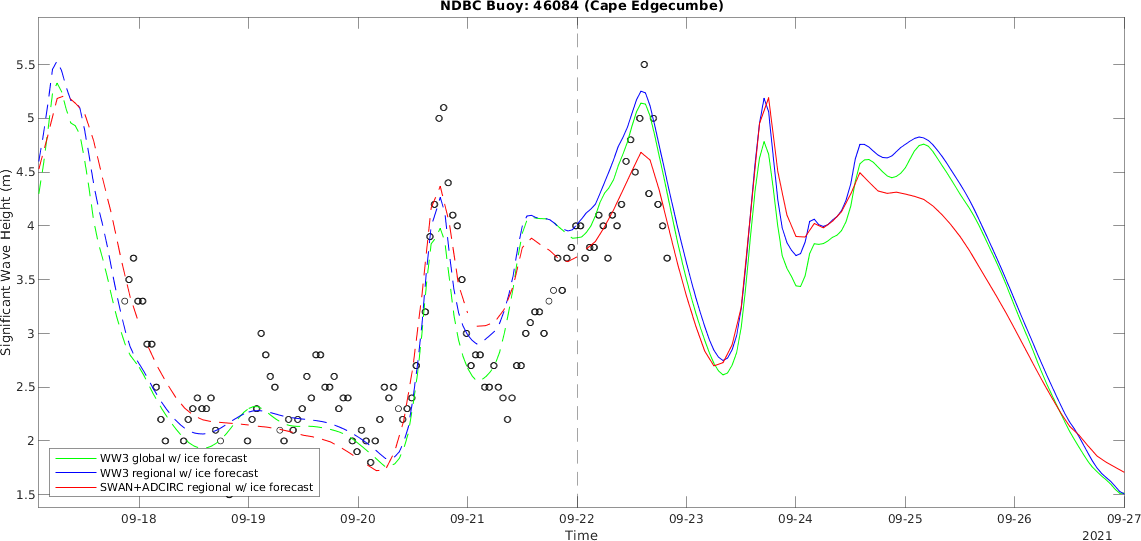 NDBC Buoy: 46084 (Cape Edgecumbe)
Significant Wave Height (m)
5.5
5
4.5
4
3.5
3
2.5
2
1.5
WW3 global w/ ice forecast
WW3 regional w/ ice forecast
SWAN+ADCIRC regional w/ ice forecast
09-18 09-19 09-20 09-21 09-22 09-23 09-24 09-25 09-26 09-27
Time
2021